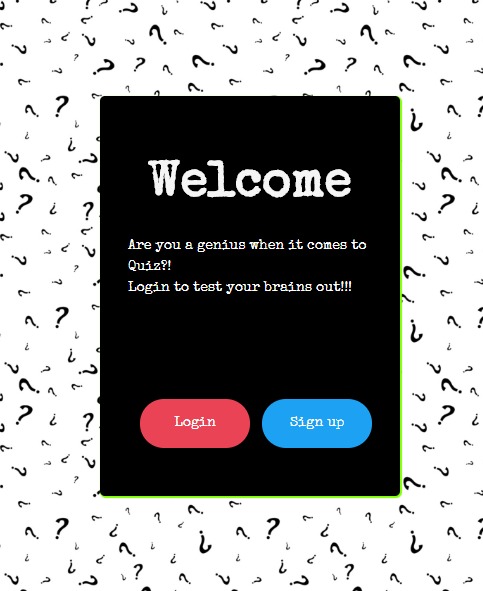 Welcome
Are you a genius when it comes to
Quiz?!
Login to test your brains out!!!
Login
Sign up